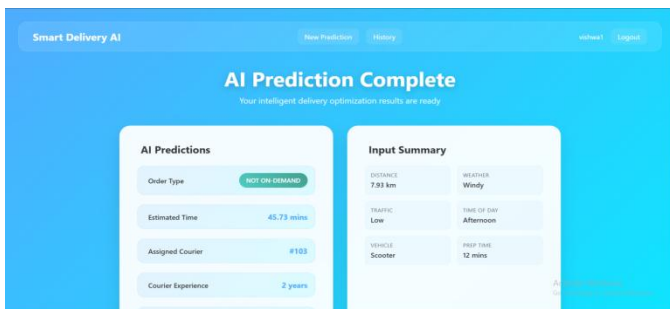 Smart Delivery AI New Prediction History vishwa1 Logout
AI Prediction Complete
Your intelligent delivery optimization results are ready
AI Predictions
Order Type NOT ON-DEMAND
Estimated Time 45.73 mins
Assigned Courier #103
Courier Experience 2 years
Input Summary
DISTANCE WEATHER
7.93 km Windy
TRAFFIC TIME OF DAY
Low Afternoon
VEHICLE PREP TIME
Scooter 12 mins